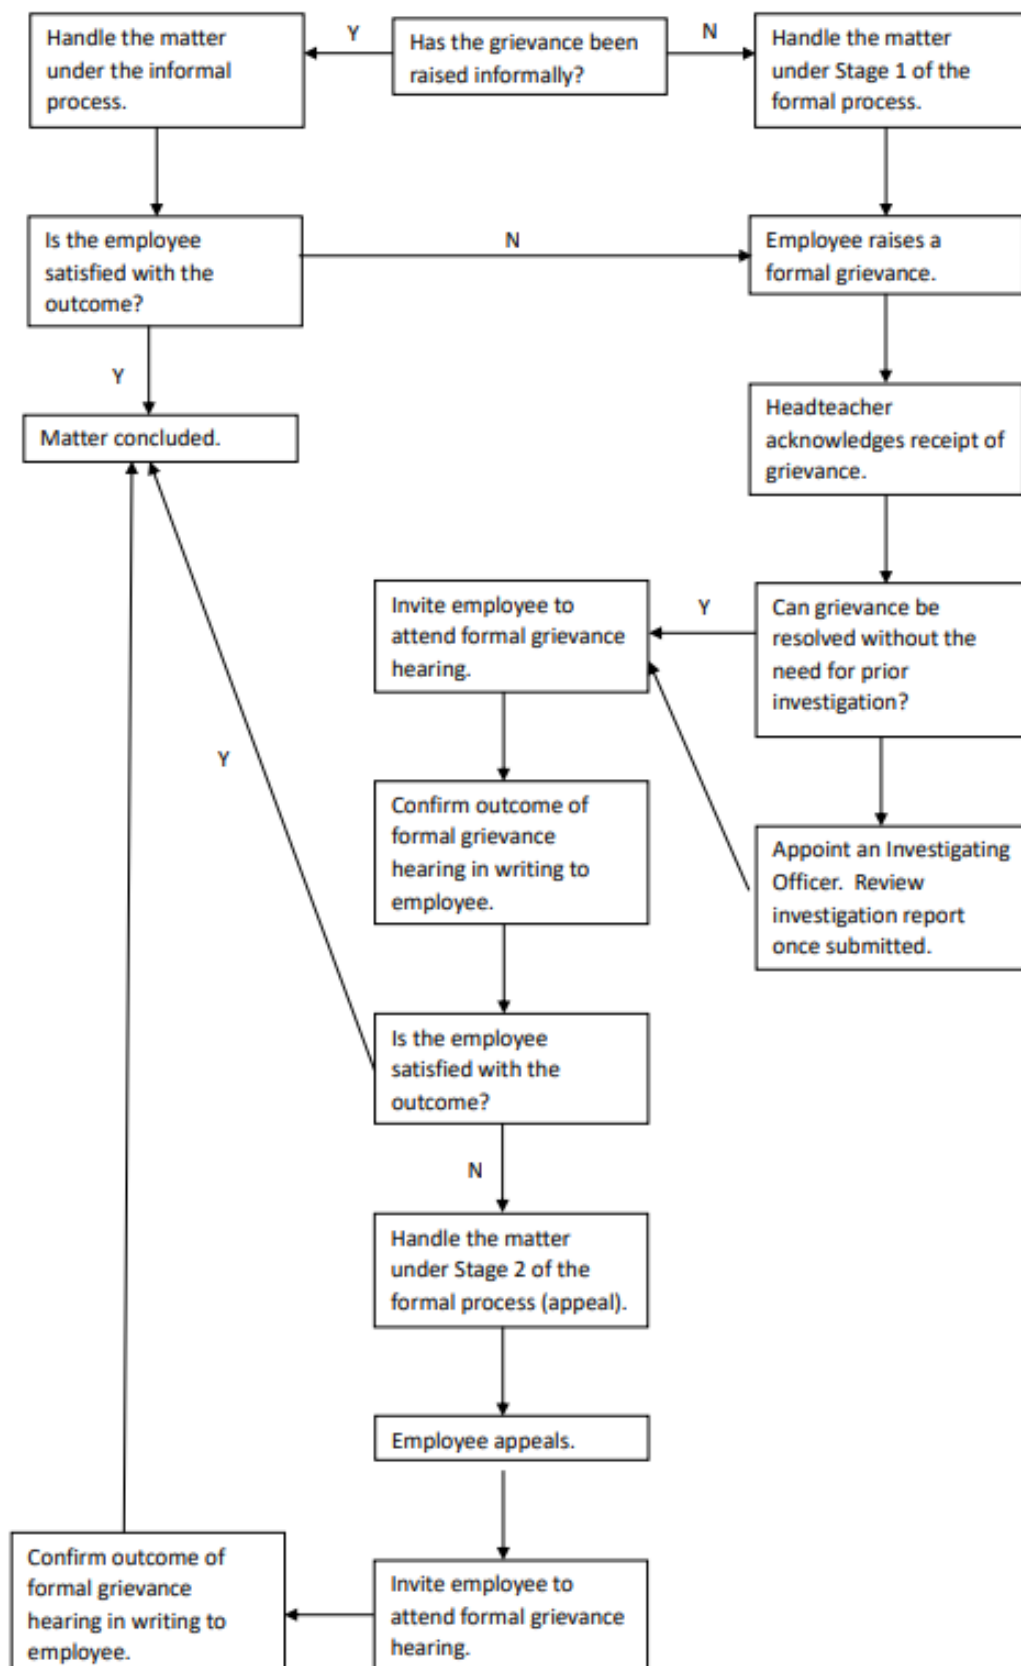 Handle the matter
under the informal
process.
Y
Has the grievance been
raised informally?
N
Handle the matter
under Stage 1 of the
formal process.
Is the employee
satisfied with the
outcome?
N
Employee raises a
formal grievance.
Y
Matter concluded.
Headteacher
acknowledges receipt of
grievance.
Invite employee to
attend formal grievance
hearing.
Y
Can grievance be
resolved without the
need for prior
investigation?
Y
Confirm outcome of
formal grievance
hearing in writing to
employee.
Appoint an Investigating
Officer.  Review
investigation report
once submitted.
Is the employee
satisfied with the
outcome?
N
Handle the matter
under Stage 2 of the
formal process (appeal).
Employee appeals.
Confirm outcome of
formal grievance
hearing in writing to
employee.
Invite employee to
attend formal grievance
hearing.